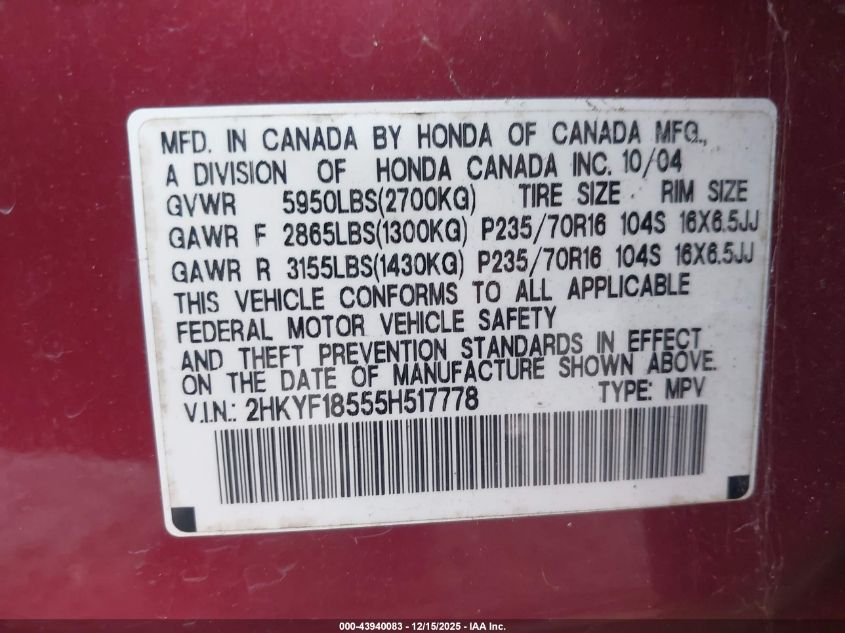 MFD. IN CANADA BY HONDA OF CANADA MFG.,
A DIVISION OF HONDA CANADA INC. 10/04
GVWR 5950LBS(2700KG) TIRE SIZE RIM SIZE
GAWR F 2865LBS(1300KG) P235/70R16 104S 16X6.5JJ
GAWR R 3155LBS(1430KG) P235/70R16 104S 16X6.5JJ
THIS VEHICLE CONFORMS TO ALL APPLICABLE
FEDERAL MOTOR VEHICLE SAFETY
AND THEFT PREVENTION STANDARDS IN EFFECT
ON THE DATE OF MANUFACTURE SHOWN ABOVE.
V.I.N.: 2HKYF18555H517778 TYPE: MPV
000-43940083 - 12/15/2025 - IAA Inc.